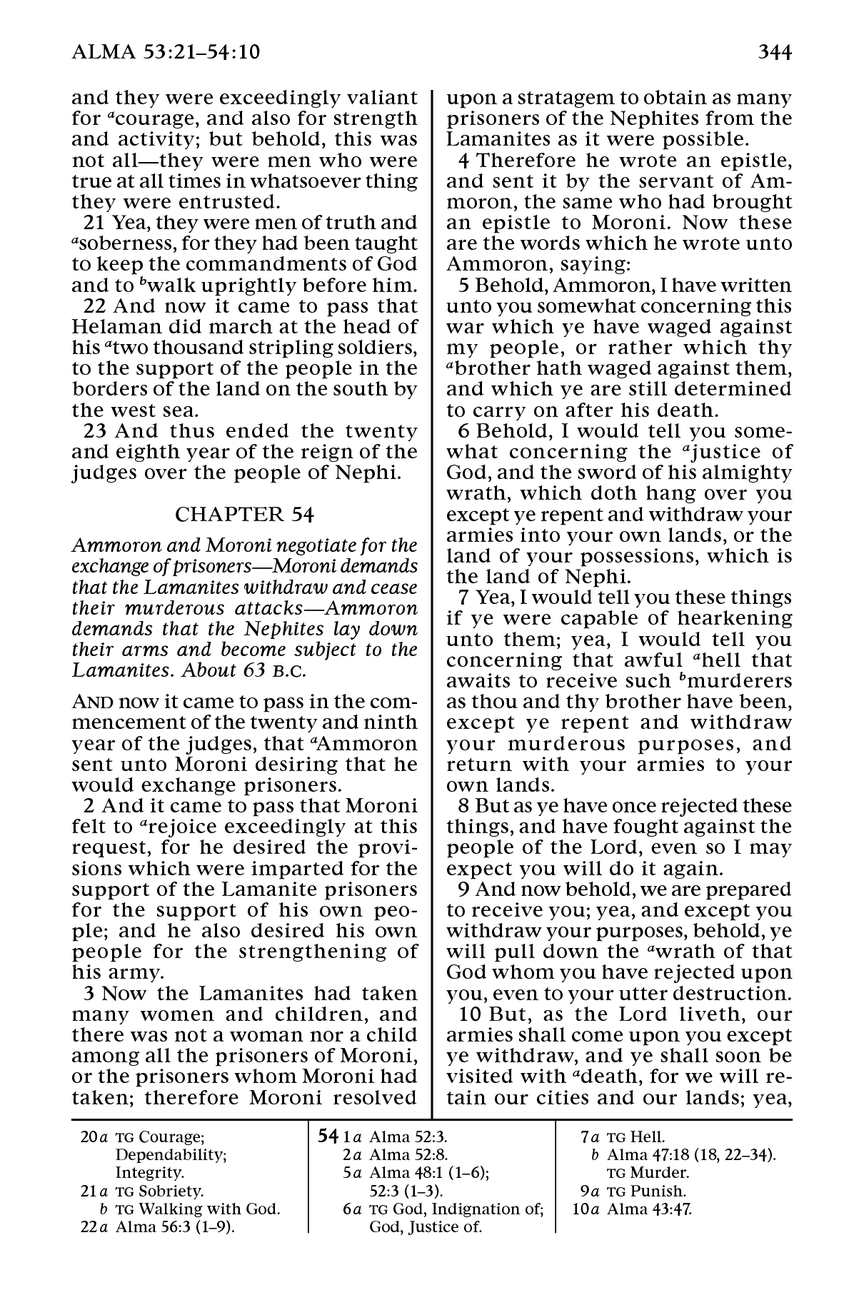 ALMA 53:21–54:10 344
and they were exceedingly valiant
for acourage, and also for strength
and activity; but behold, this was
not all—they were men who were
true at all times in whatsoever thing
they were entrusted.
21 Yea, they were men of truth and
asoberness, for they had been taught
to keep the commandments of God
and to bwalk uprightly before him.
22 And now it came to pass that
Helaman did march at the head of
his atwo thousand stripling soldiers,
to the support of the people in the
borders of the land on the south by
the west sea.
23 And thus ended the twenty
and eighth year of the reign of the
judges over the people of Nephi.
CHAPTER 54
Ammoron and Moroni negotiate for the
exchange of prisoners—Moroni demands
that the Lamanites withdraw and cease
their murderous attacks—Ammoron
demands that the Nephites lay down
their arms and become subject to the
Lamanites. About 63 B.C.
AND now it came to pass in the com-
mencement of the twenty and ninth
year of the judges, that aAmmoron
sent unto Moroni desiring that he
would exchange prisoners.
2 And it came to pass that Moroni
felt to arejoice exceedingly at this
request, for he desired the provi-
sions which were imparted for the
support of the Lamanite prisoners
for the support of his own peo-
ple; and he also desired his own
people for the strengthening of
his army.
3 Now the Lamanites had taken
many women and children, and
there was not a woman nor a child
among all the prisoners of Moroni,
or the prisoners whom Moroni had
taken; therefore Moroni resolved
upon a stratagem to obtain as many
prisoners of the Nephites from the
Lamanites as it were possible.
4 Therefore he wrote an epistle,
and sent it by the servant of Am-
moron, the same who had brought
an epistle to Moroni. Now these
are the words which he wrote unto
Ammoron, saying:
5 Behold, Ammoron, I have written
unto you somewhat concerning this
war which ye have waged against
my people, or rather which thy
abrother hath waged against them,
and which ye are still determined
to carry on after his death.
6 Behold, I would tell you some-
what concerning the ajustice of
God, and the sword of his almighty
wrath, which doth hang over you
except ye repent and withdraw your
armies into your own lands, or the
land of your possessions, which is
the land of Nephi.
7 Yea, I would tell you these things
if ye were capable of hearkening
unto them; yea, I would tell you
concerning that awful ahell that
awaits to receive such bmurderers
as thou and thy brother have been,
except ye repent and withdraw
your murderous purposes, and
return with your armies to your
own lands.
8 But as ye have once rejected these
things, and have fought against the
people of the Lord, even so I may
expect you will do it again.
9 And now behold, we are prepared
to receive you; yea, and except you
withdraw your purposes, behold, ye
will pull down the awrath of that
God whom you have rejected upon
you, even to your utter destruction.
10 But, as the Lord liveth, our
armies shall come upon you except
ye withdraw, and ye shall soon be
visited with adeath, for we will re-
tain our cities and our lands; yea,
20a TG Courage;
Dependability;
Integrity.
21a TG Sobriety.
b TG Walking with God.
22a Alma 56:3 (1–9).
54 1a Alma 52:3.
2a Alma 52:8.
5a Alma 48:1 (1–6);
52:3 (1–3).
6a TG God, Indignation of;
God, Justice of.
7a TG Hell.
b Alma 47:18 (18, 22–34).
TG Murder.
9a TG Punish.
10a Alma 43:47.